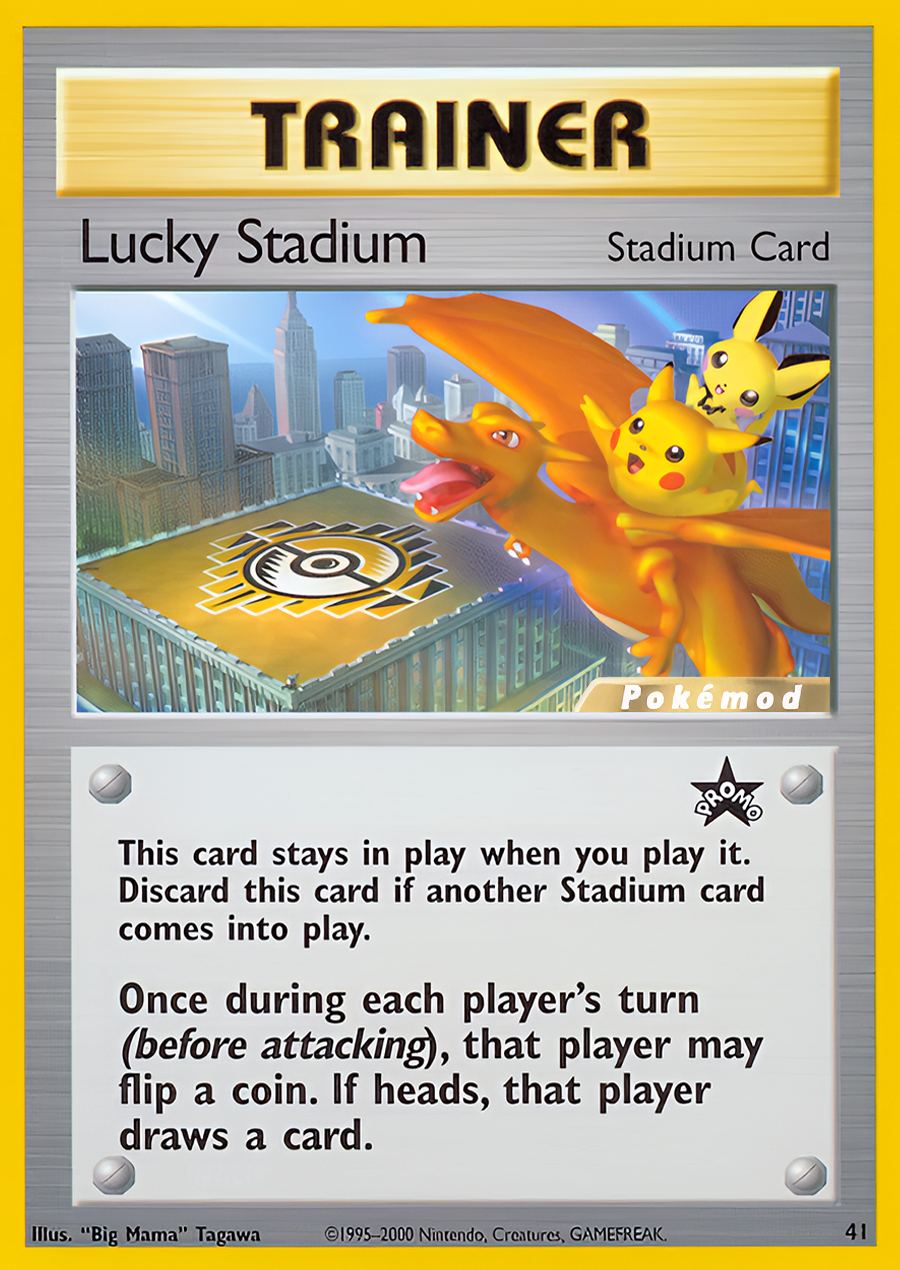 TRAINER
Lucky Stadium Stadium Card
Pokémod
PROMO
This card stays in play when you play it.
Discard this card if another Stadium card
comes into play.
Once during each player's turn
(before attacking), that player may
flip a coin. If heads, that player
draws a card.
Illus. "Big Mama" Tagawa ©1995–2000 Nintendo, Creatures, GAMEFREAK. 41